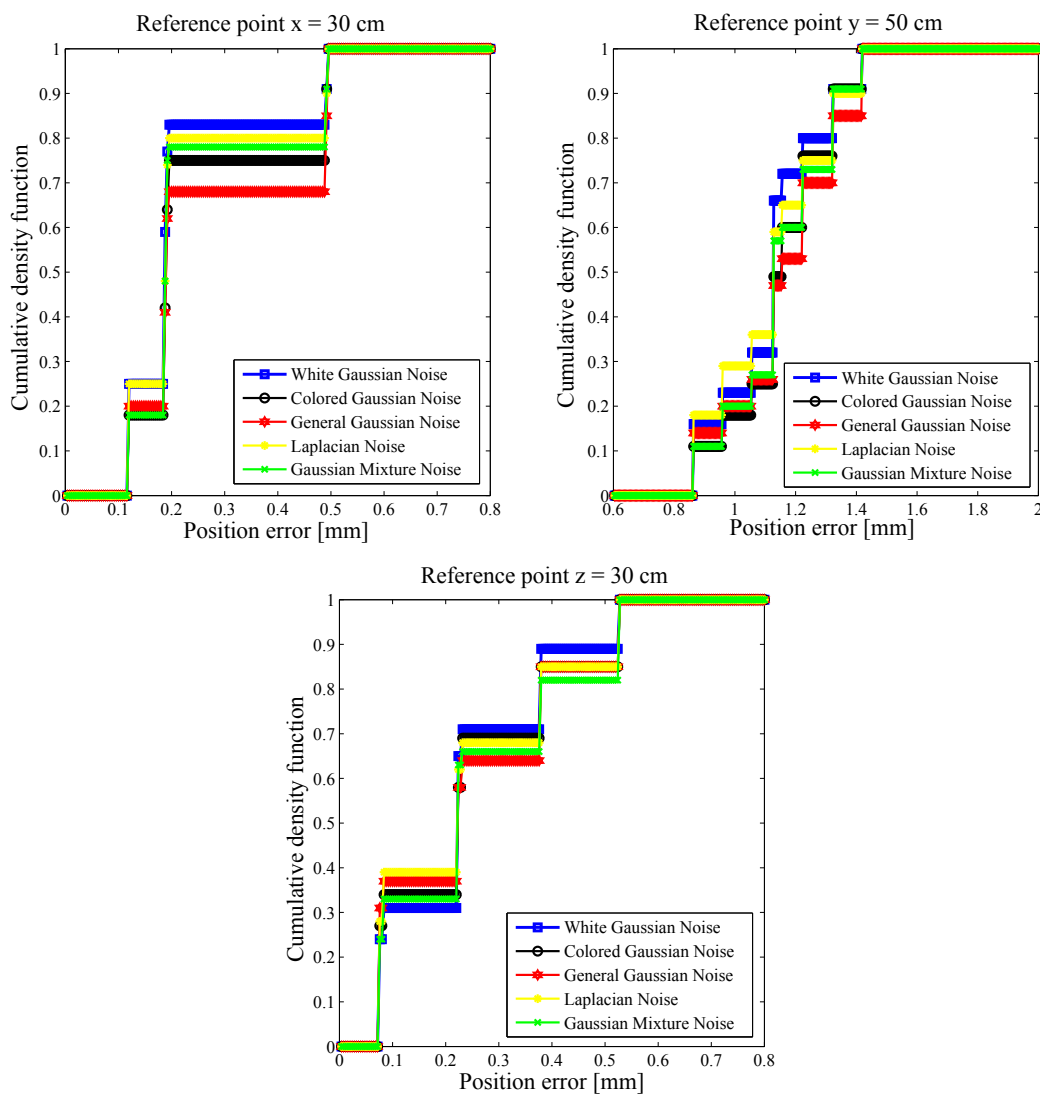 Reference point x = 30 cm
1
0.9
0.8
0.7
0.6
0.5
0.4
0.3
0.2
0.1
0
Cumulative density function
White Gaussian Noise
Colored Gaussian Noise
General Gaussian Noise
Laplacian Noise
Gaussian Mixture Noise
0 0.1 0.2 0.3 0.4 0.5 0.6 0.7 0.8
Position error [mm]
Reference point y = 50 cm
1
0.9
0.8
0.7
0.6
0.5
0.4
0.3
0.2
0.1
0
Cumulative density function
White Gaussian Noise
Colored Gaussian Noise
General Gaussian Noise
Laplacian Noise
Gaussian Mixture Noise
0.6 0.8 1 1.2 1.4 1.6 1.8 2
Position error [mm]
Reference point z = 30 cm
1
0.9
0.8
0.7
0.6
0.5
0.4
0.3
0.2
0.1
0
Cumulative density function
White Gaussian Noise
Colored Gaussian Noise
General Gaussian Noise
Laplacian Noise
Gaussian Mixture Noise
0 0.1 0.2 0.3 0.4 0.5 0.6 0.7 0.8
Position error [mm]